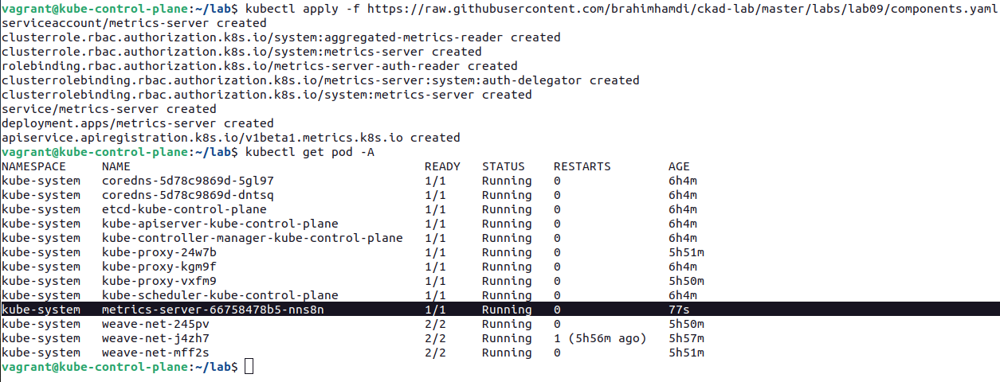 vagrant@kube-control-plane:~/lab$ kubectl apply -f https://raw.githubusercontent.com/brahimhamdi/ckad-lab/master/labs/lab09/components.yaml
serviceaccount/metrics-server created
clusterrole.rbac.authorization.k8s.io/system:aggregated-metrics-reader created
clusterrole.rbac.authorization.k8s.io/system:metrics-server created
rolebinding.rbac.authorization.k8s.io/metrics-server-auth-reader created
clusterrolebinding.rbac.authorization.k8s.io/metrics-server:system:auth-delegator created
clusterrolebinding.rbac.authorization.k8s.io/system:metrics-server created
service/metrics-server created
deployment.apps/metrics-server created
apiservice.apiregistration.k8s.io/v1beta1.metrics.k8s.io created
vagrant@kube-control-plane:~/lab$ kubectl get pod -A
NAMESPACE     NAME                                         READY   STATUS    RESTARTS        AGE
kube-system   coredns-5d78c9869d-5gl97                     1/1     Running   0               6h4m
kube-system   coredns-5d78c9869d-dntsq                     1/1     Running   0               6h4m
kube-system   etcd-kube-control-plane                      1/1     Running   0               6h4m
kube-system   kube-apiserver-kube-control-plane            1/1     Running   0               6h4m
kube-system   kube-controller-manager-kube-control-plane   1/1     Running   0               6h4m
kube-system   kube-proxy-24w7b                             1/1     Running   0               5h51m
kube-system   kube-proxy-kgm9f                             1/1     Running   0               6h4m
kube-system   kube-proxy-vxfm9                             1/1     Running   0               5h50m
kube-system   kube-scheduler-kube-control-plane            1/1     Running   0               6h4m
kube-system   metrics-server-66758478b5-nns8n              1/1     Running   0               77s
kube-system   weave-net-245pv                              2/2     Running   0               5h50m
kube-system   weave-net-j4zh7                              2/2     Running   1 (5h56m ago)   5h57m
kube-system   weave-net-mff2s                              2/2     Running   0               5h51m
vagrant@kube-control-plane:~/lab$